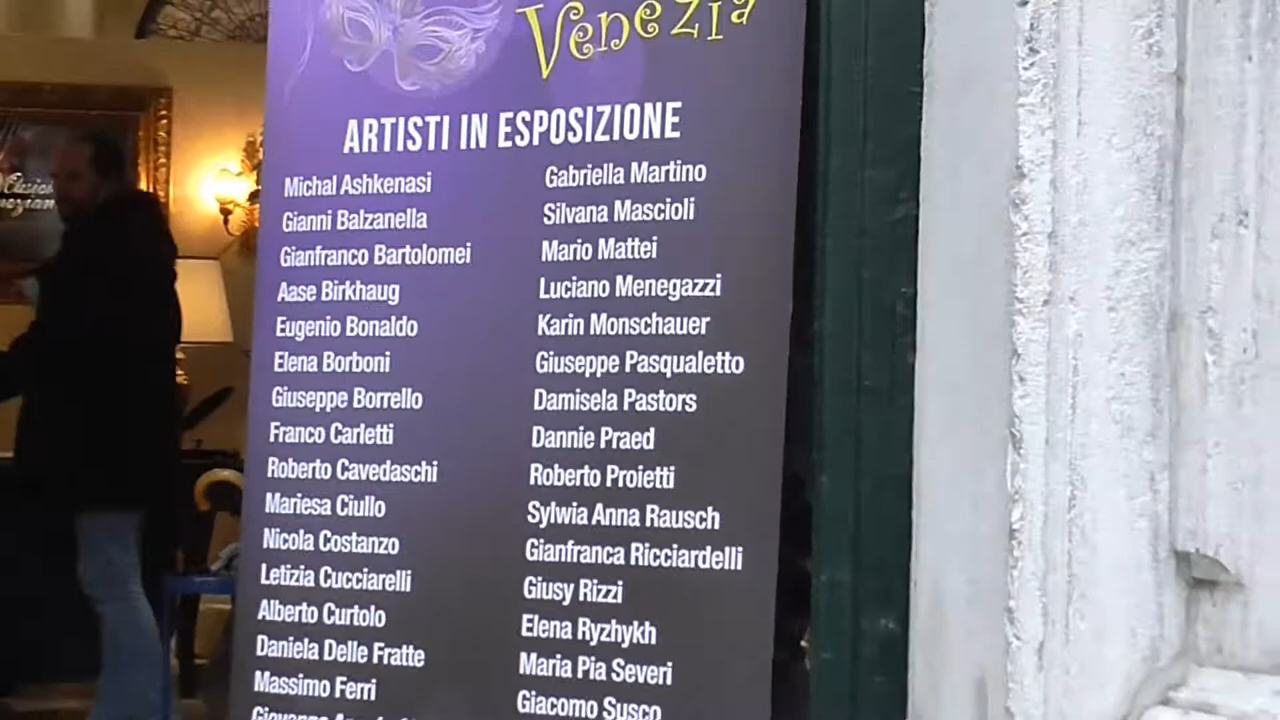 Venezia
ARTISTI IN ESPOSIZIONE
Michal Ashkenasi
Gianni Balzanella
Gianfranco Bartolomei
Aase Birkhaug
Eugenio Bonaldo
Elena Borboni
Giuseppe Borrello
Franco Carletti
Roberto Cavedaschi
Mariesa Ciullo
Nicola Costanzo
Letizia Cucciarelli
Alberto Curtolo
Daniela Delle Fratte
Massimo Ferri
Gabriella Martino
Silvana Mascioli
Mario Mattei
Luciano Menegazzi
Karin Monschauer
Giuseppe Pasqualetto
Damisela Pastors
Dannie Praed
Roberto Proietti
Sylwia Anna Rausch
Gianfranca Ricciardelli
Giusy Rizzi
Elena Ryzhykh
Maria Pia Severi
Giacomo Susco